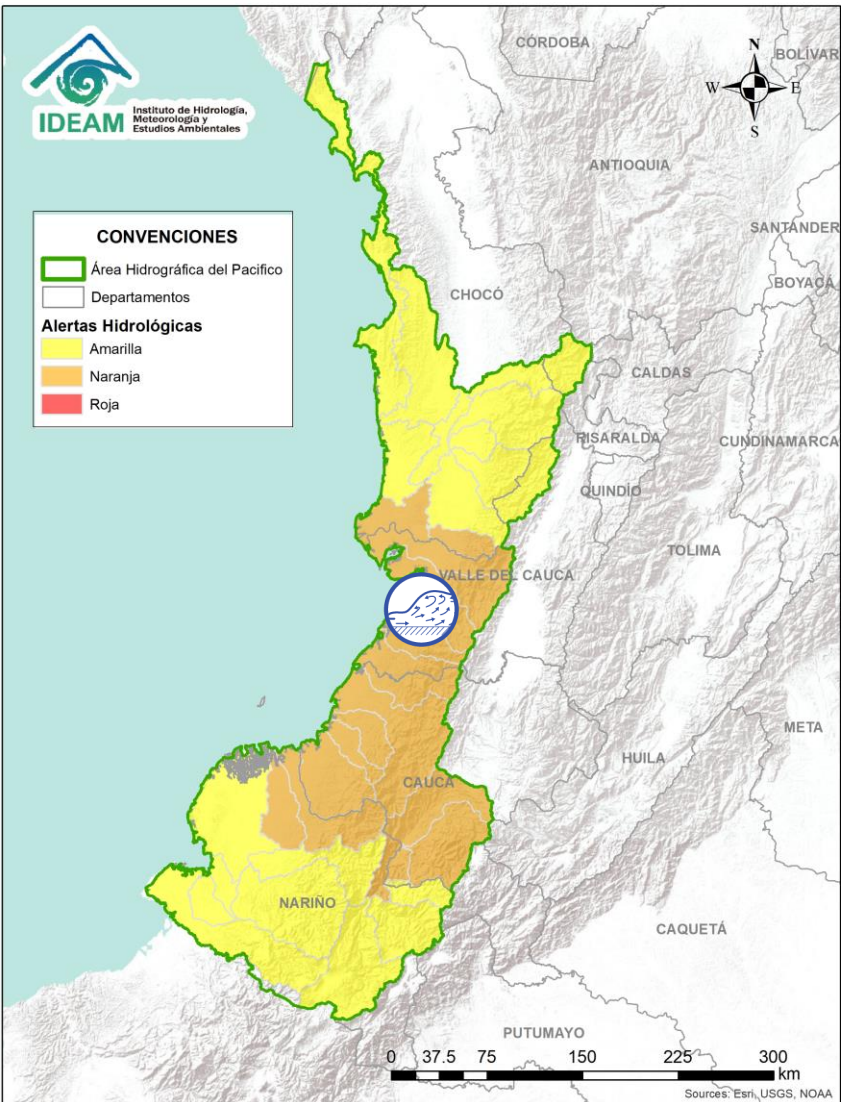 IDEAM
Instituto de Hidrología,
Meteorología y
Estudios Ambientales
CONVENCIONES
Área Hidrográfica del Pacifico
Departamentos
Alertas Hidrológicas
Amarilla
Naranja
Roja
N
W E
S
CÓRDOBA
BOLÍVAR
ANTIOQUIA
SANTANDER
BOYACÁ
CHOCÓ
CALDAS
RISARALDA
CUNDINAMARCA
QUINDÍO
TOLIMA
VALLE DEL CAUCA
META
HUILA
CAUCA
NARIÑO
CAQUETÁ
PUTUMAYO
0 37.5 75 150 225 300
km
Sources: Esri, USGS, NOAA